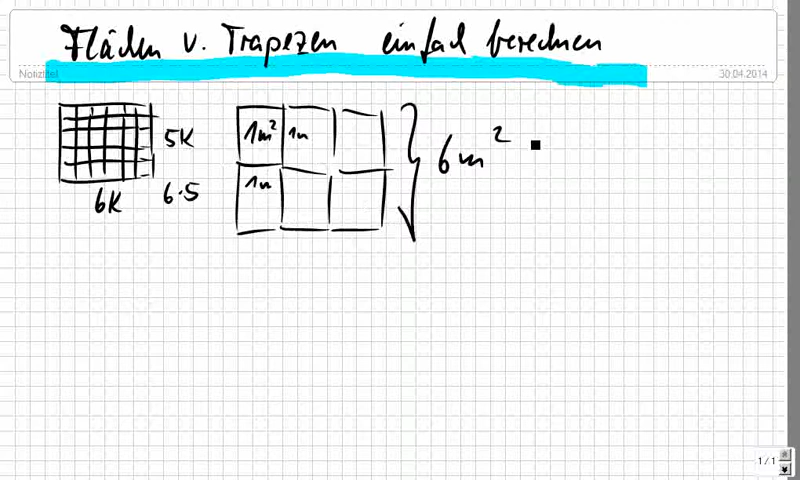 Flächen v. Trapezen einfach berechnen
Notiztitel
30.04.2014
5K
6K
6·5
1m² 1m
1m
6m²
1/1